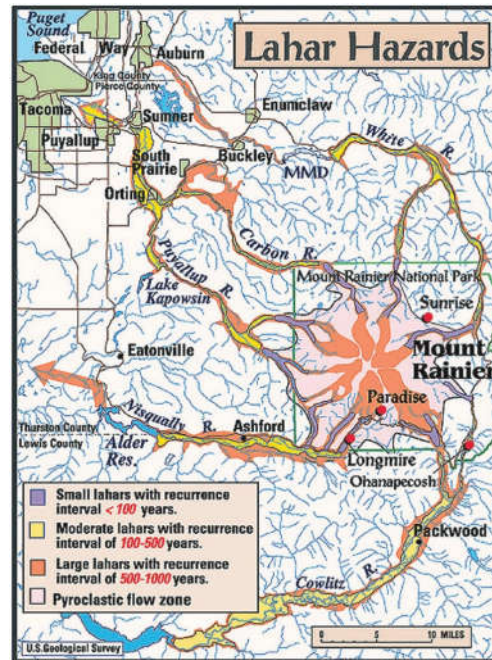 Lahar Hazards
Puget
Sound
Federal Way
Auburn
King County
Pierce County
Tacoma
Sumner
Enumclaw
Puyallup
South
Prairie
Buckley
MMD
White R.
Orting
Carbon R.
Puyallup R.
Mount Rainier National Park
Lake
Kapowsin
Sunrise
Mount
Rainier
Eatonville
Paradise
Nisqually R.
Ashford
Thurston County
Lewis County
Alder
Res.
Longmire
Ohanapecosh
Small lahars with recurrence
interval < 100 years.
Moderate lahars with recurrence
interval of 100-500 years.
Large lahars with recurrence
interval of 500-1000 years.
Pyroclastic flow zone
Packwood
Cowlitz R.
0 5 10 MILES
U.S.Geological Survey